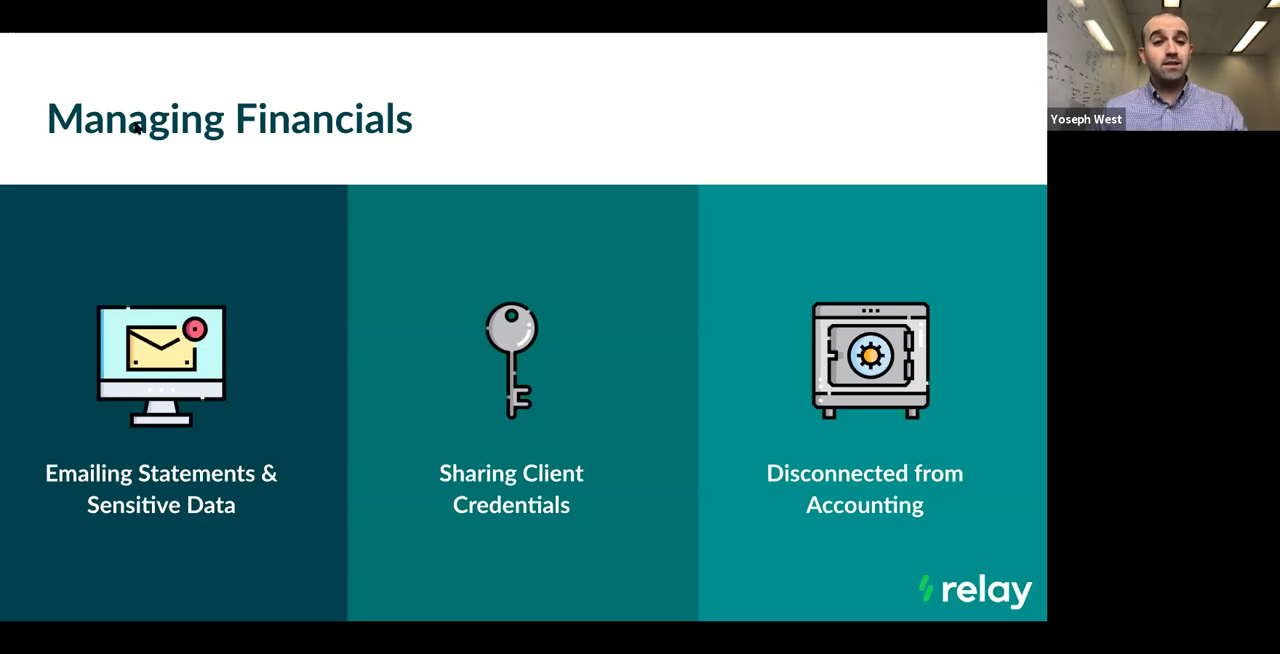 Managing Financials
Yoseph West
Emailing Statements &
Sensitive Data
Sharing Client
Credentials
Disconnected from
Accounting
relay